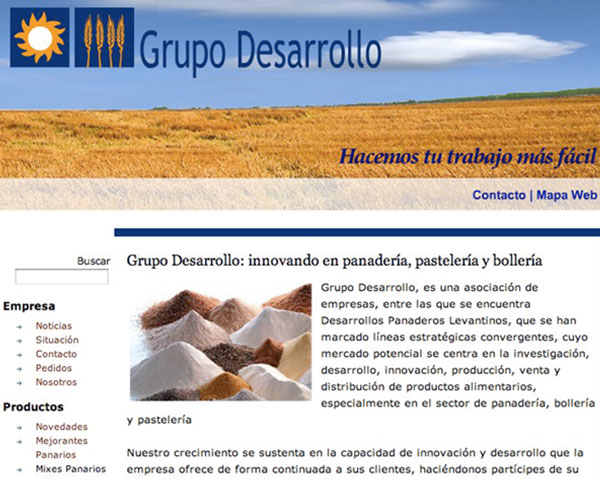 Grupo Desarrollo
Hacemos tu trabajo más fácil
Contacto | Mapa Web
Buscar
Empresa
Noticias
Situación
Contacto
Pedidos
Nosotros
Productos
Novedades
Mejorantes
Panarios
Mixes Panarios
Grupo Desarrollo: innovando en panadería, pastelería y bollería
Grupo Desarrollo, es una asociación de
empresas, entre las que se encuentra
Desarrollos Panaderos Levantinos, que se han
marcado líneas estratégicas convergentes, cuyo
mercado potencial se centra en la investigación,
desarrollo, innovación, producción, venta y
distribución de productos alimentarios,
especialmente en el sector de panadería, bollería
y pastelería
Nuestro crecimiento se sustenta en la capacidad de innovación y desarrollo que la
empresa ofrece de forma continuada a sus clientes, haciéndonos partícipes de su